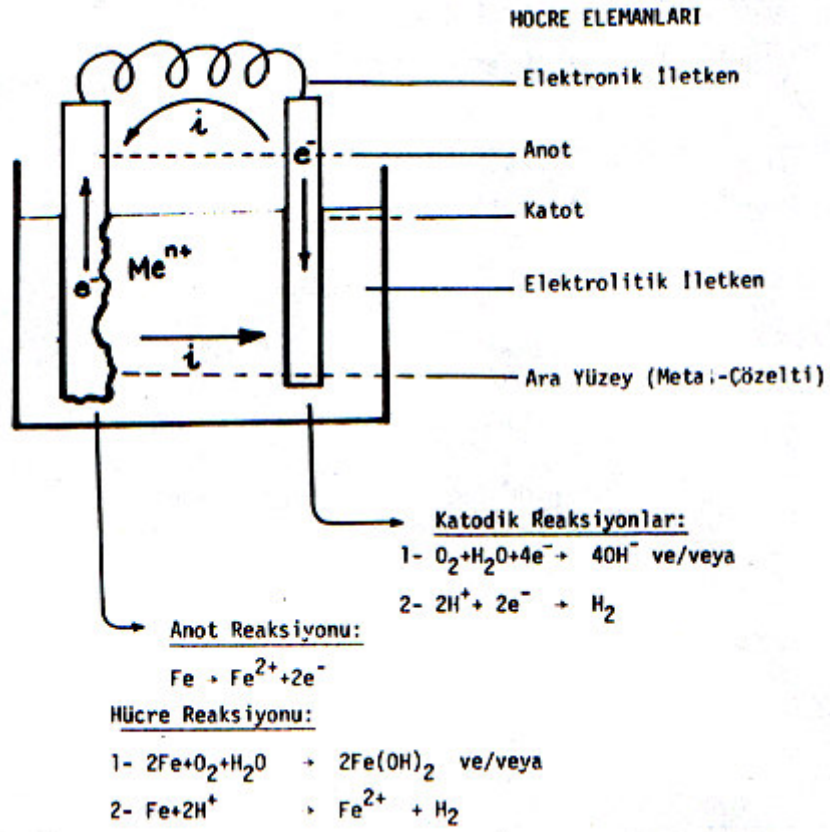 HOCRE ELEMANLARI
Elektronik Iletken
i
Anot
e⁻
Katot
Meⁿ⁺
e⁻
Elektrolitik Iletken
i
Ara Yüzey (Metal-Çözelti)
Katodik Reaksiyonlar:
1- O₂+H₂O+4e⁻→ 4OH⁻ ve/veya
2- 2H⁺+ 2e⁻ → H₂
Anot Reaksiyonu:
Fe → Fe²⁺+2e⁻
Hücre Reaksiyonu:
1- 2Fe+O₂+H₂O → 2Fe(OH)₂ ve/veya
2- Fe+2H⁺ → Fe²⁺ + H₂